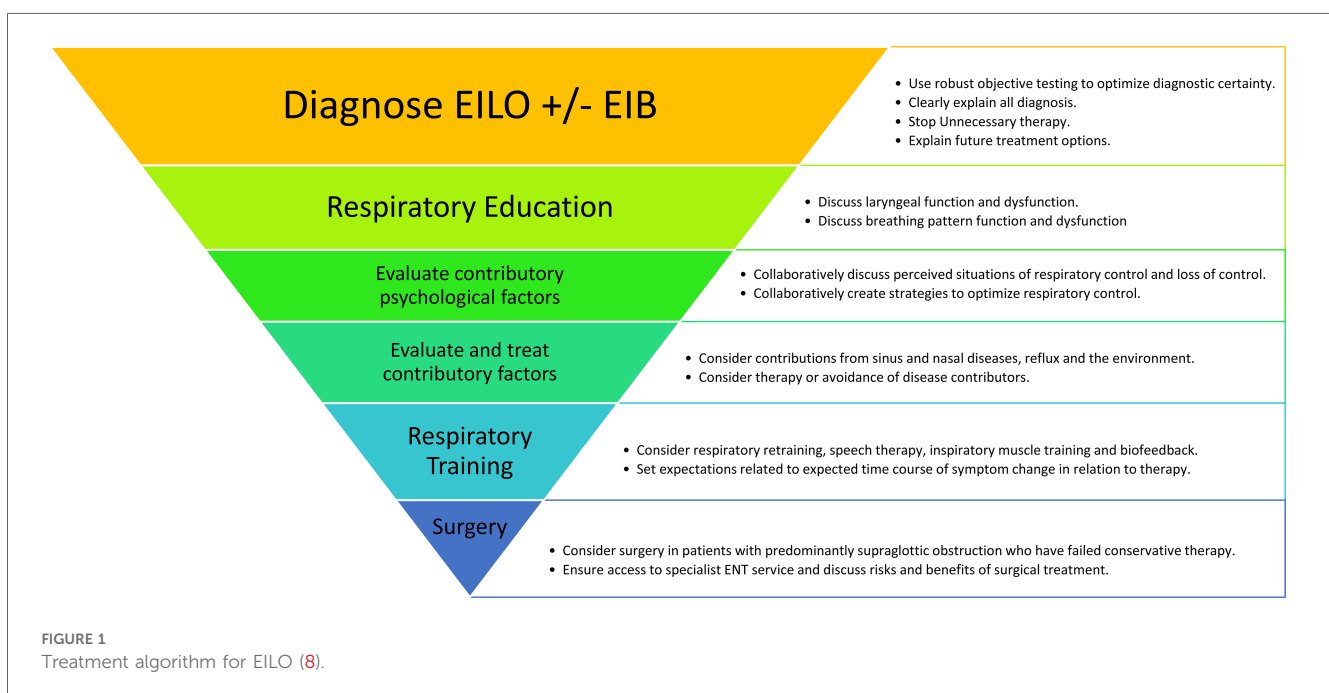 Diagnose EILO +/- EIB
• Use robust objective testing to optimize diagnostic certainty.
• Clearly explain all diagnosis.
• Stop Unnecessary therapy.
• Explain future treatment options.
Respiratory Education
• Discuss laryngeal function and dysfunction.
• Discuss breathing pattern function and dysfunction
Evaluate contributory
psychological factors
• Collaboratively discuss perceived situations of respiratory control and loss of control.
• Collaboratively create strategies to optimize respiratory control.
Evaluate and treat
contributory factors
• Consider contributions from sinus and nasal diseases, reflux and the environment.
• Consider therapy or avoidance of disease contributors.
Respiratory
Training
• Consider respiratory retraining, speech therapy, inspiratory muscle training and biofeedback.
• Set expectations related to expected time course of symptom change in relation to therapy.
Surgery
• Consider surgery in patients with predominantly supraglottic obstruction who have failed conservative therapy.
• Ensure access to specialist ENT service and discuss risks and benefits of surgical treatment.
FIGURE 1
Treatment algorithm for EILO (8).